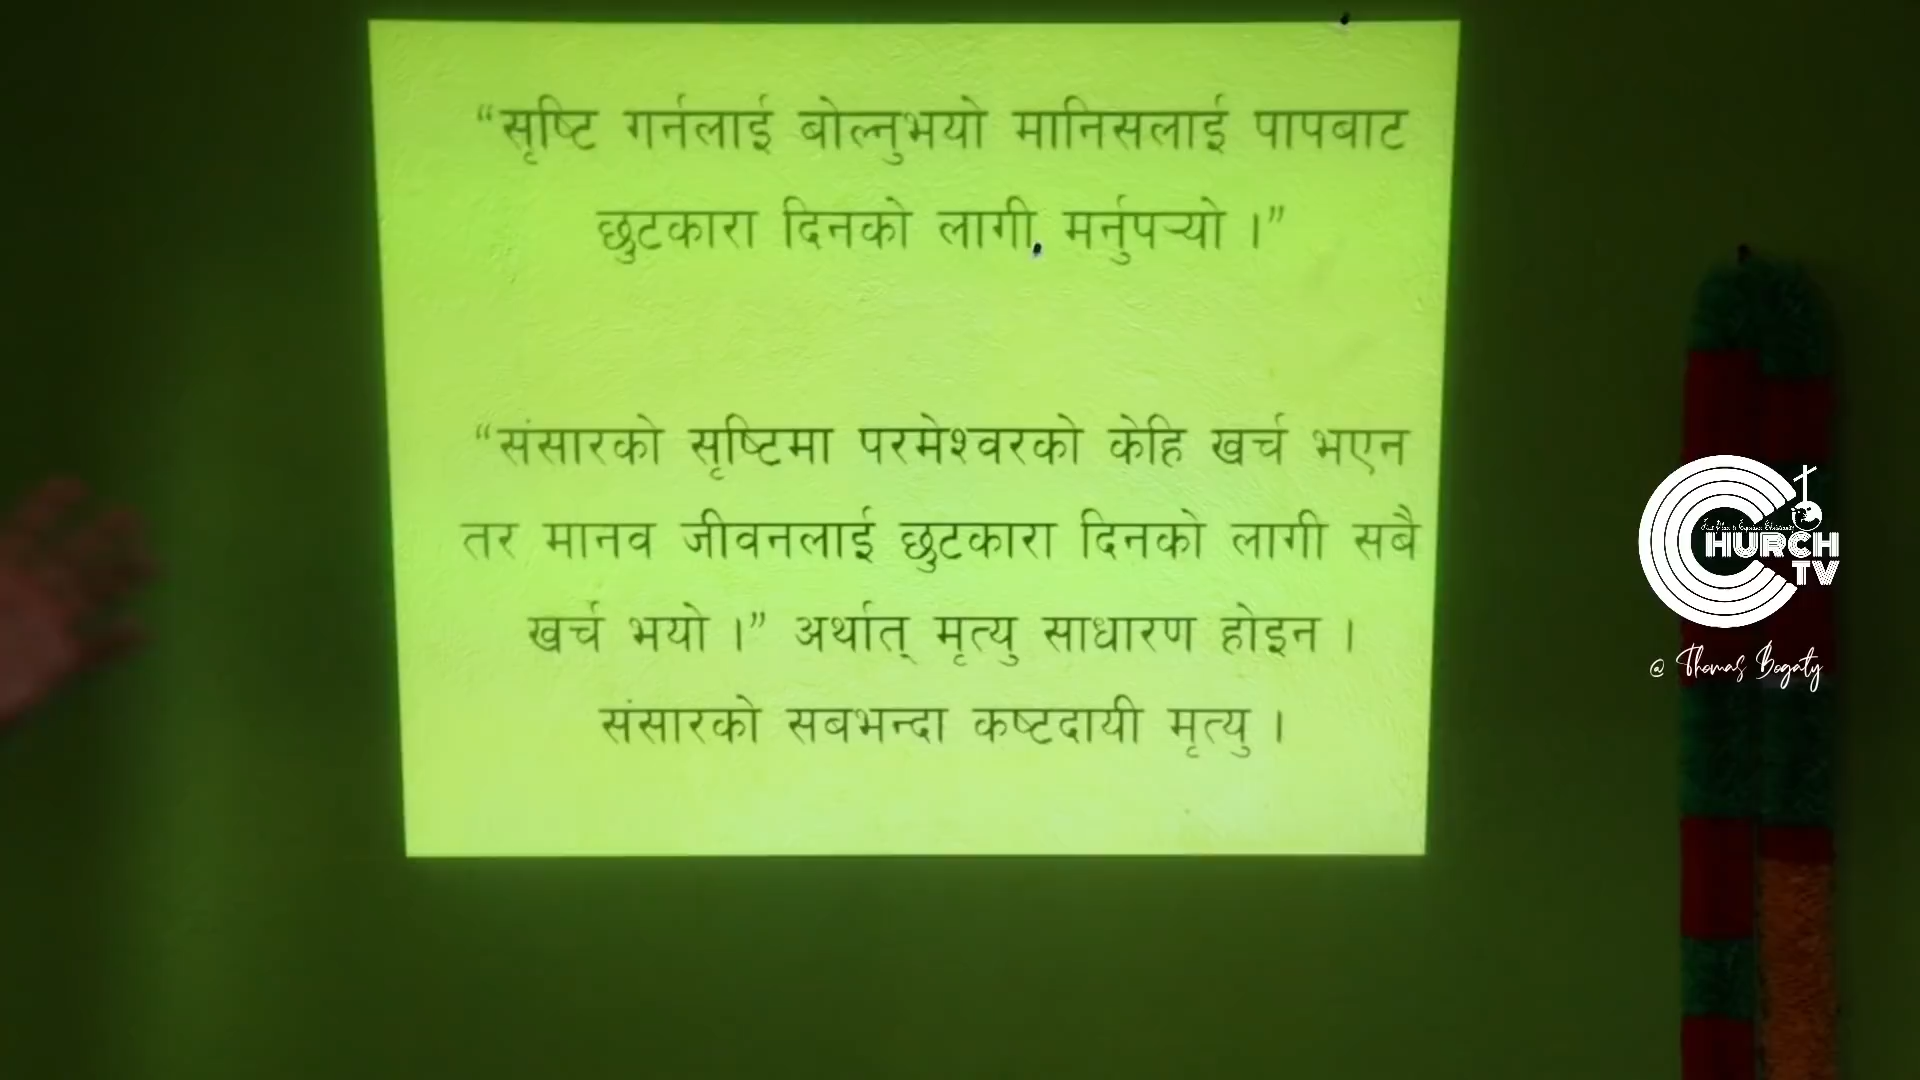 “सृष्टि गर्नलाई बोल्नुभयो मानिसलाई पापबाट
छुटकारा दिनको लागी, मर्नुपर्‍यो ।”
“संसारको सृष्टिमा परमेश्वरको केहि खर्च भएन
तर मानव जीवनलाई छुटकारा दिनको लागी सबै
खर्च भयो ।” अर्थात् मृत्यु साधारण होइन ।
संसारको सबभन्दा कष्टदायी मृत्यु ।
CHURCH
TV
@ Thomas Bogaty